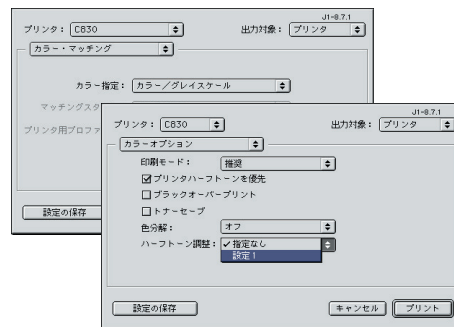 J1-8.7.1
プリンタ： C830
出力対象： プリンタ
カラー・マッチング
カラー指定： カラー／グレイスケール
マッチングスタ
プリンタ用プロファ
設定の保存
J1-8.7.1
プリンタ： C830
出力対象： プリンタ
カラーオプション
印刷モード： 推奨
プリンタハーフトーンを優先
ブラックオーバープリント
トナーセーブ
色分解： オフ
ハーフトーン調整： ✓指定なし
設定1
設定の保存
キャンセル
プリント